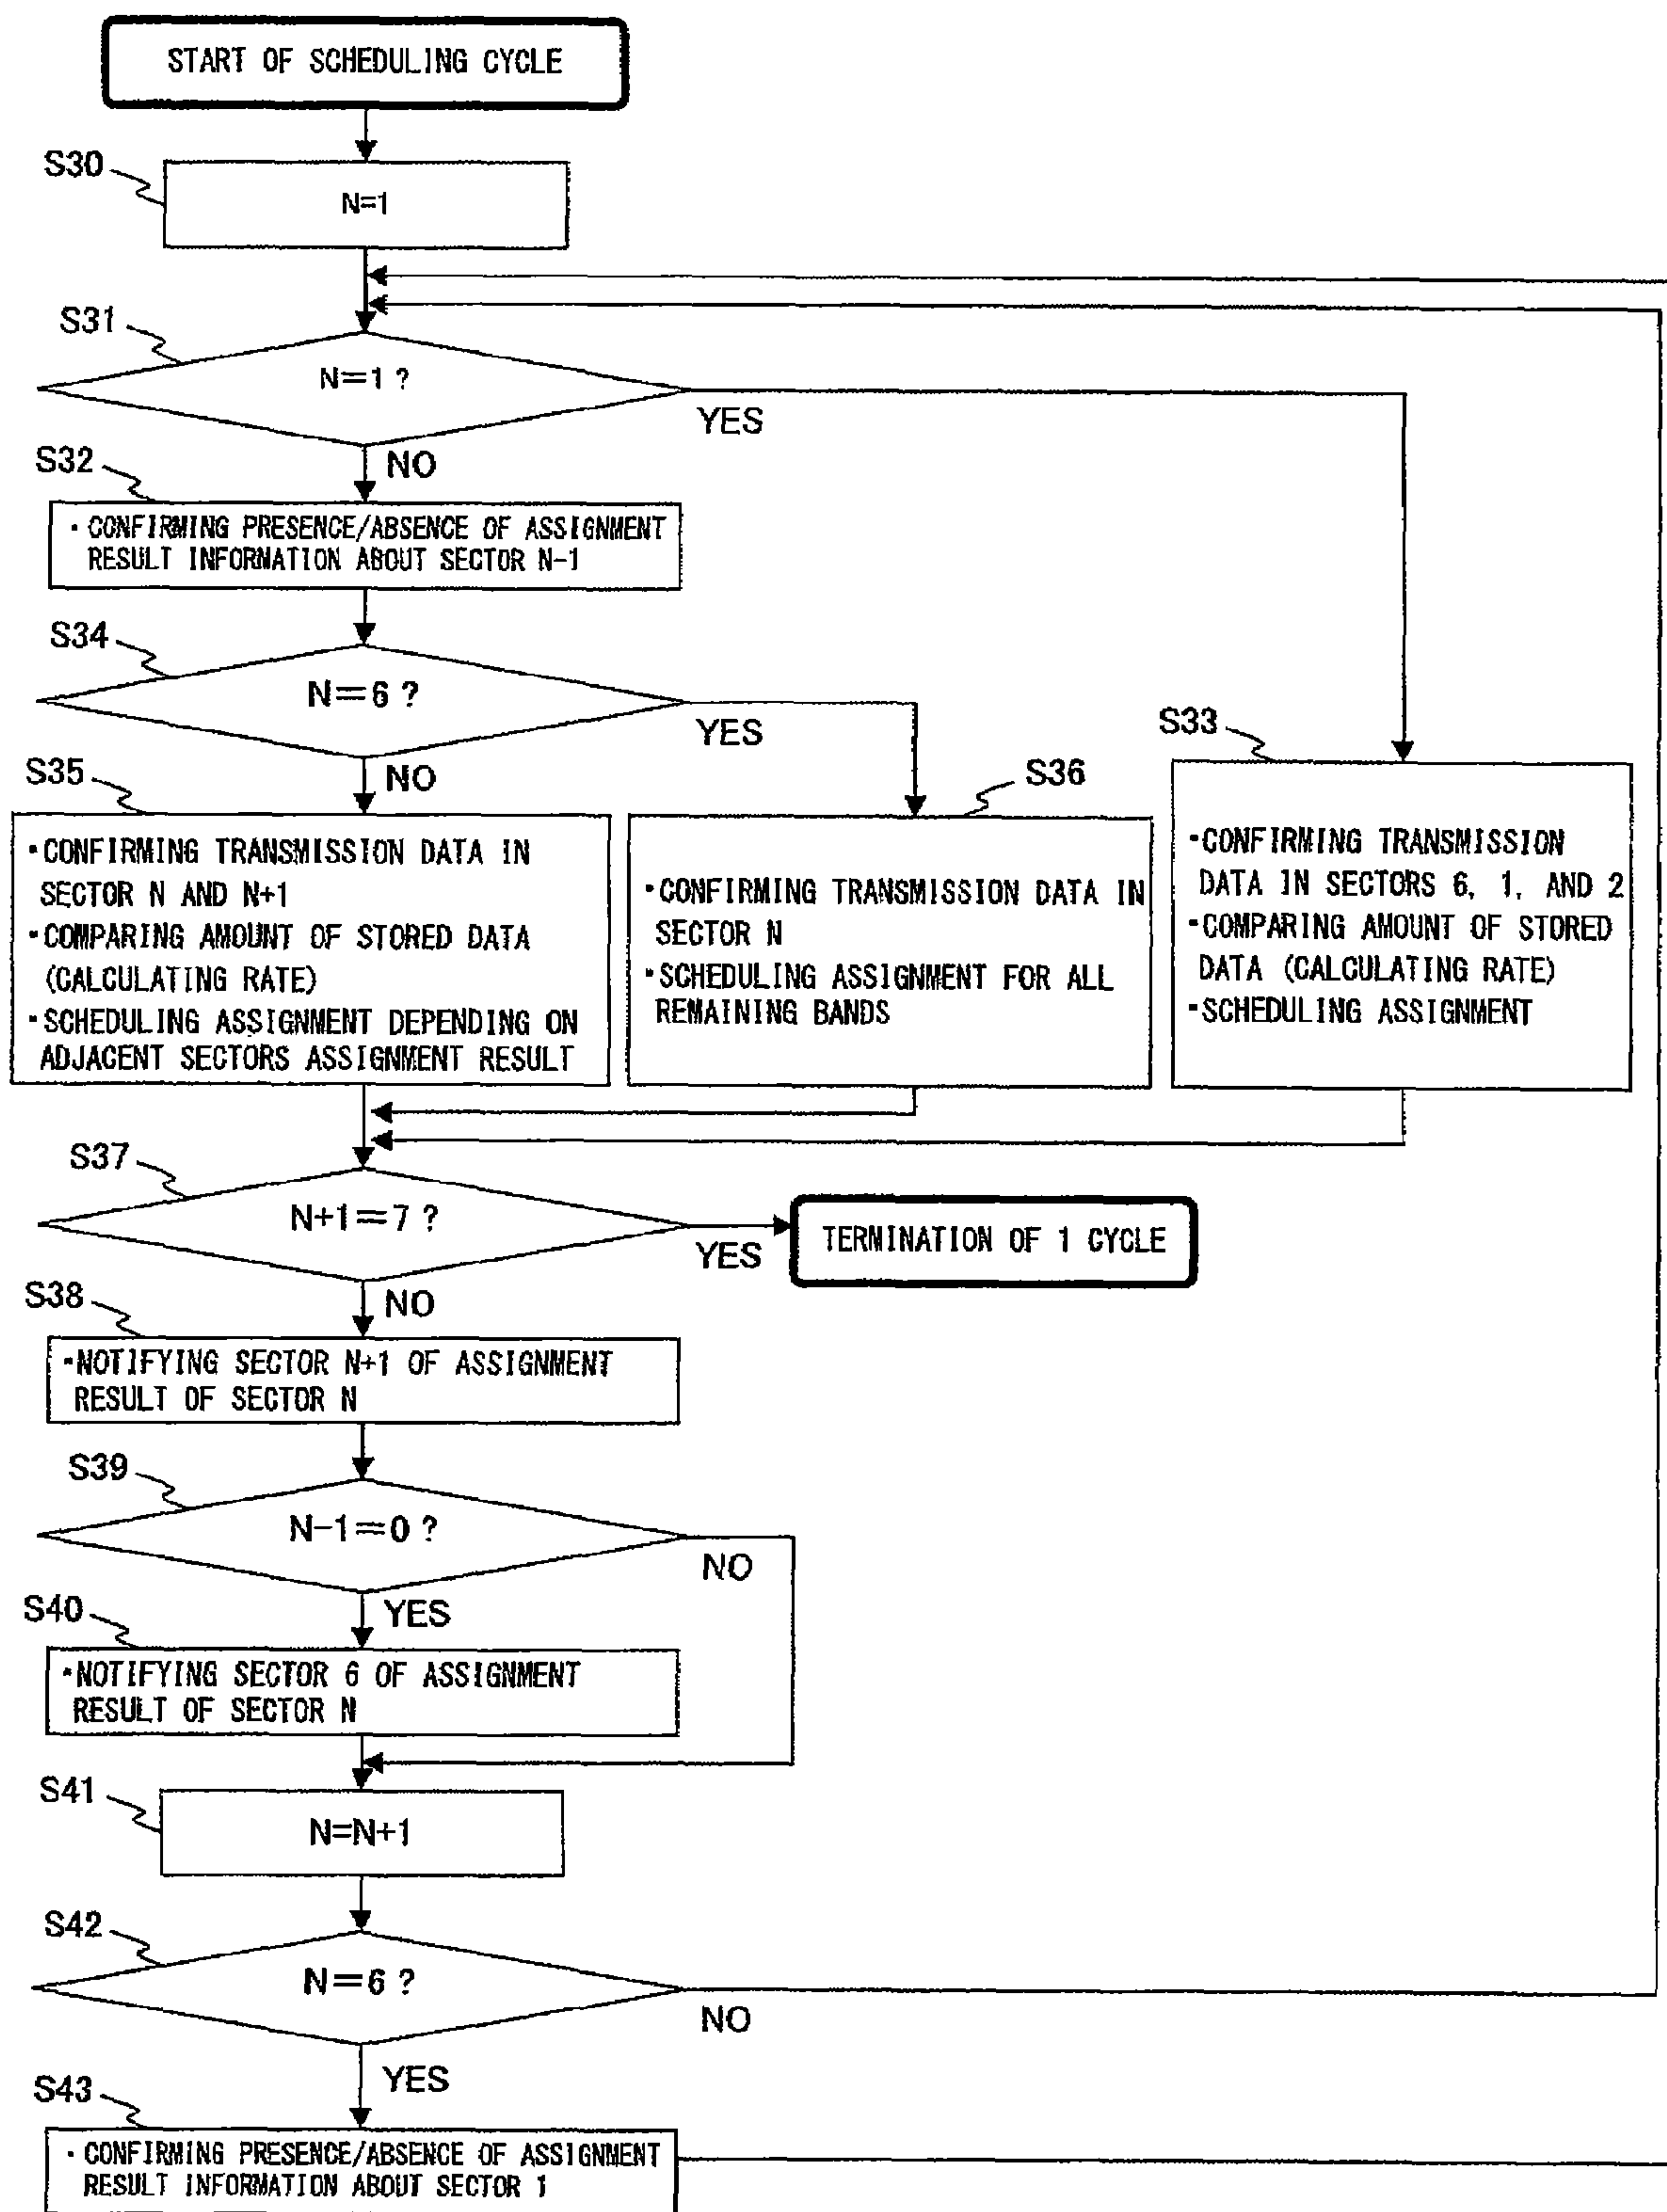 START OF SCHEDULING CYCLE
S30
N=1
S31
N=1?
YES
NO
S32
・CONFIRMING PRESENCE/ABSENCE OF ASSIGNMENT
RESULT INFORMATION ABOUT SECTOR N-1
S34
N=6?
YES
NO
S35
・CONFIRMING TRANSMISSION DATA IN
SECTOR N AND N+1
・COMPARING AMOUNT OF STORED DATA
(CALCULATING RATE)
・SCHEDULING ASSIGNMENT DEPENDING ON
ADJACENT SECTORS ASSIGNMENT RESULT
S36
・CONFIRMING TRANSMISSION DATA IN
SECTOR N
・SCHEDULING ASSIGNMENT FOR ALL
REMAINING BANDS
S33
・CONFIRMING TRANSMISSION
DATA IN SECTORS 6, 1, AND 2
・COMPARING AMOUNT OF STORED
DATA (CALCULATING RATE)
・SCHEDULING ASSIGNMENT
S37
N+1=7?
YES
TERMINATION OF 1 CYCLE
NO
S38
・NOTIFYING SECTOR N+1 OF ASSIGNMENT
RESULT OF SECTOR N
S39
N-1=0?
NO
YES
S40
・NOTIFYING SECTOR 6 OF ASSIGNMENT
RESULT OF SECTOR N
S41
N=N+1
S42
N=6?
NO
YES
S43
・CONFIRMING PRESENCE/ABSENCE OF ASSIGNMENT
RESULT INFORMATION ABOUT SECTOR 1